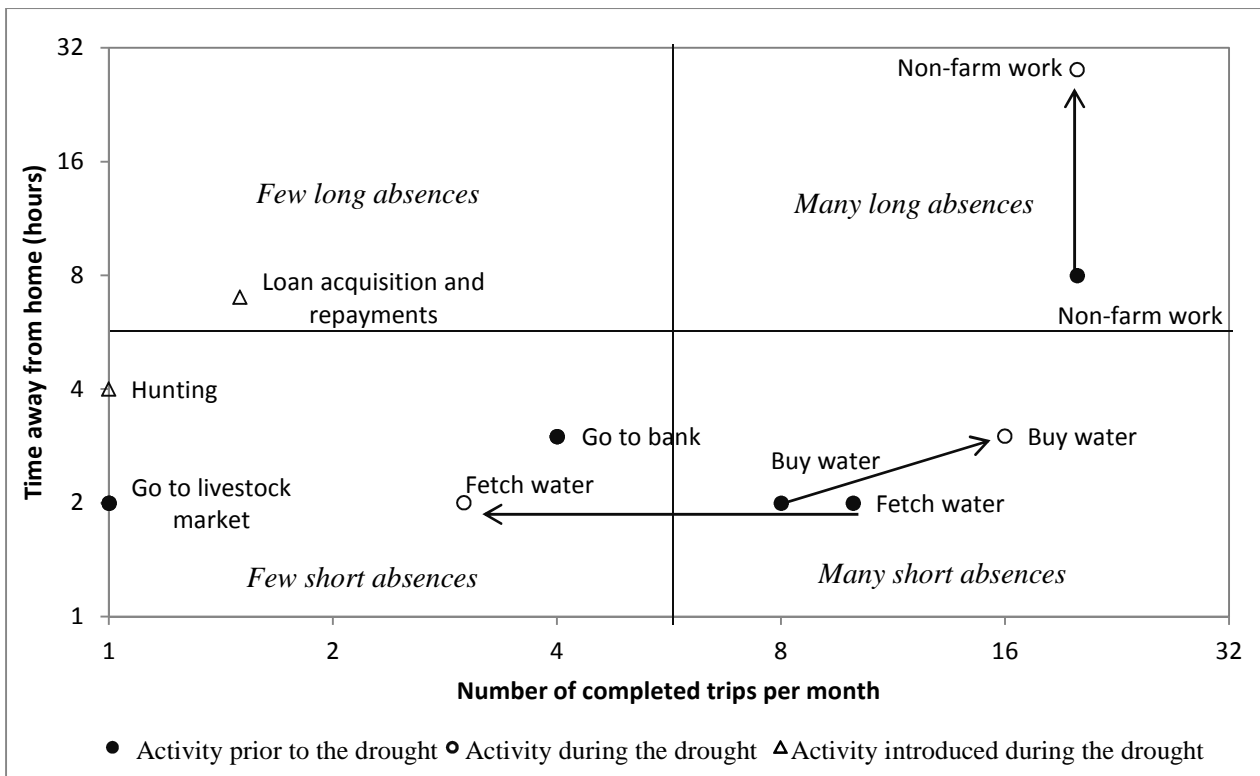 32
Non-farm work
16
Few long absences
Many long absences
Time away from home (hours)
8
Loan acquisition and
repayments
Non-farm work
4
Hunting
Go to bank
Buy water
Buy water
2
Go to livestock
market
Fetch water
Fetch water
Few short absences
Many short absences
1
1 2 4 8 16 32
Number of completed trips per month
Activity prior to the drought Activity during the drought Activity introduced during the drought